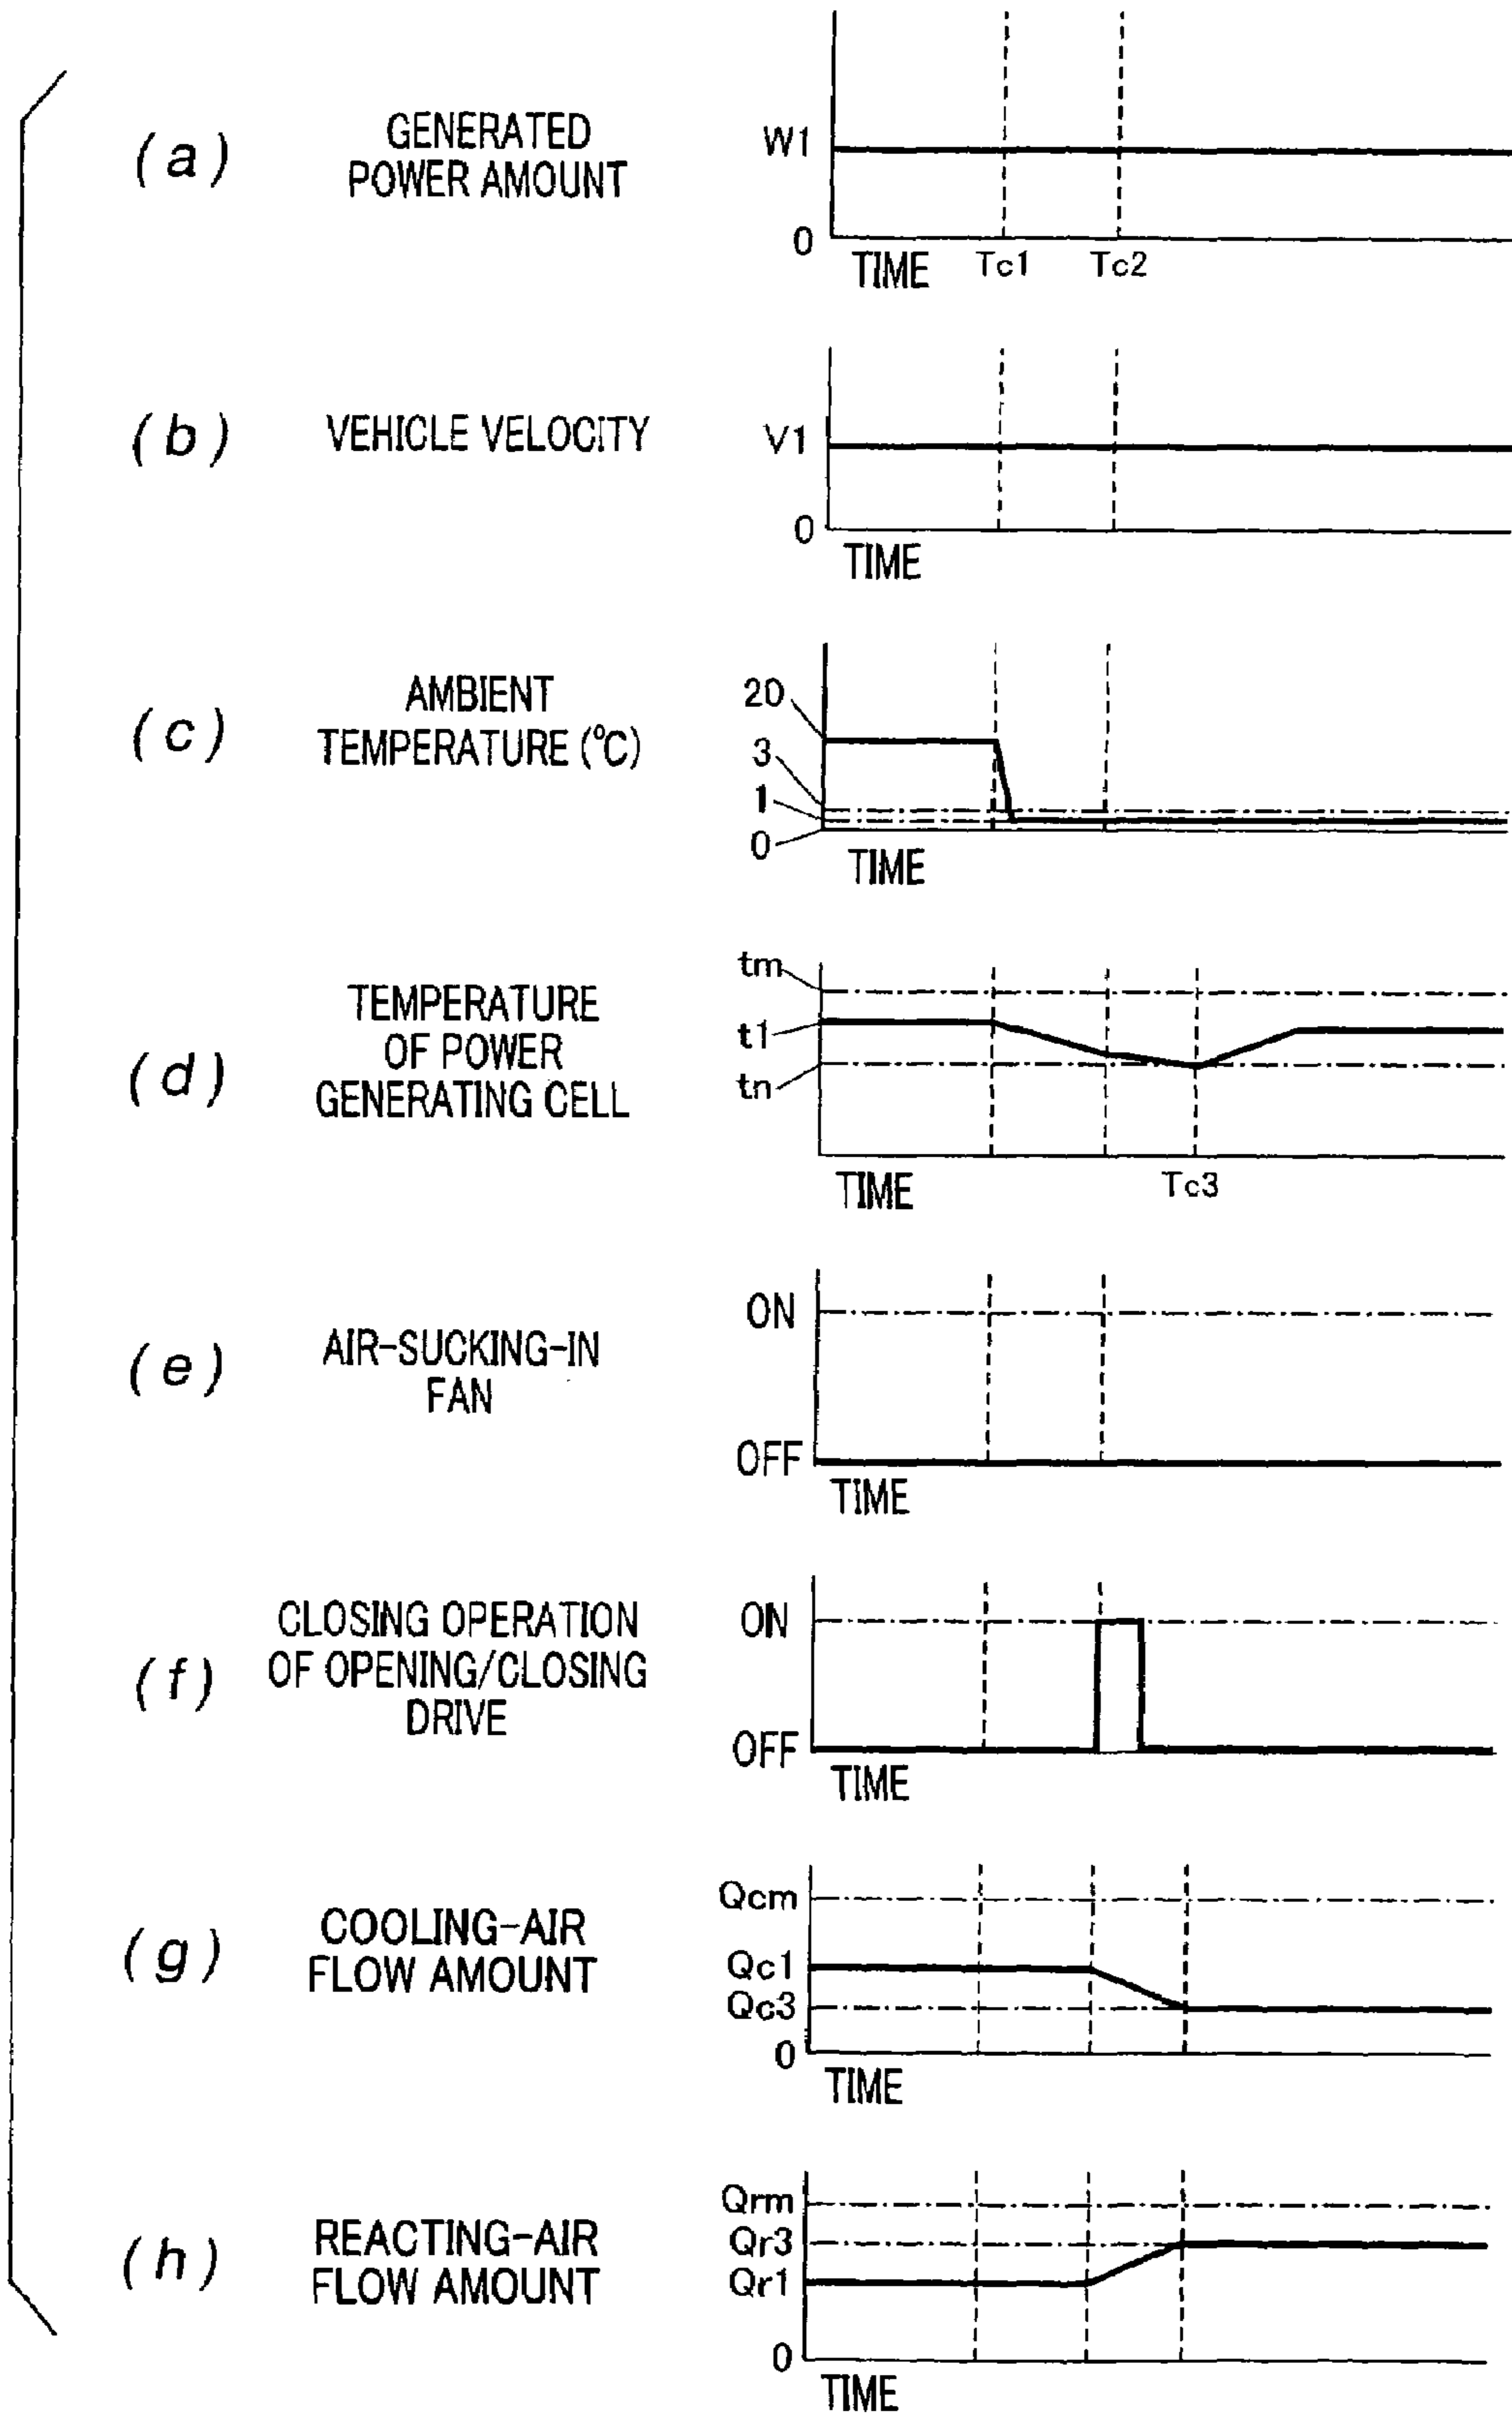 (a)
GENERATED
POWER AMOUNT
W1
0
TIME
Tc1
Tc2
(b)
VEHICLE VELOCITY
V1
0
TIME
(c)
AMBIENT
TEMPERATURE (°C)
20
3
1
0
TIME
(d)
TEMPERATURE
OF POWER
GENERATING CELL
tm
t1
tn
TIME
Tc3
(e)
AIR-SUCKING-IN
FAN
ON
OFF
TIME
(f)
CLOSING OPERATION
OF OPENING/CLOSING
DRIVE
ON
OFF
TIME
(g)
COOLING-AIR
FLOW AMOUNT
Qcm
Qc1
Qc3
0
TIME
(h)
REACTING-AIR
FLOW AMOUNT
Qrm
Qr3
Qr1
0
TIME